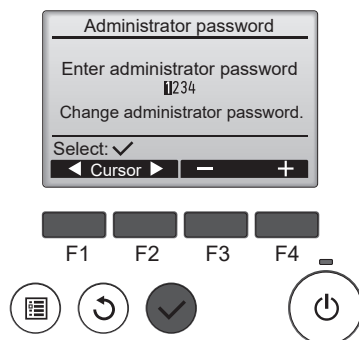 Administrator password
Enter administrator password
1234
Change administrator password.
Select:✓
◀ Cursor ▶ − +
F1 F2 F3 F4